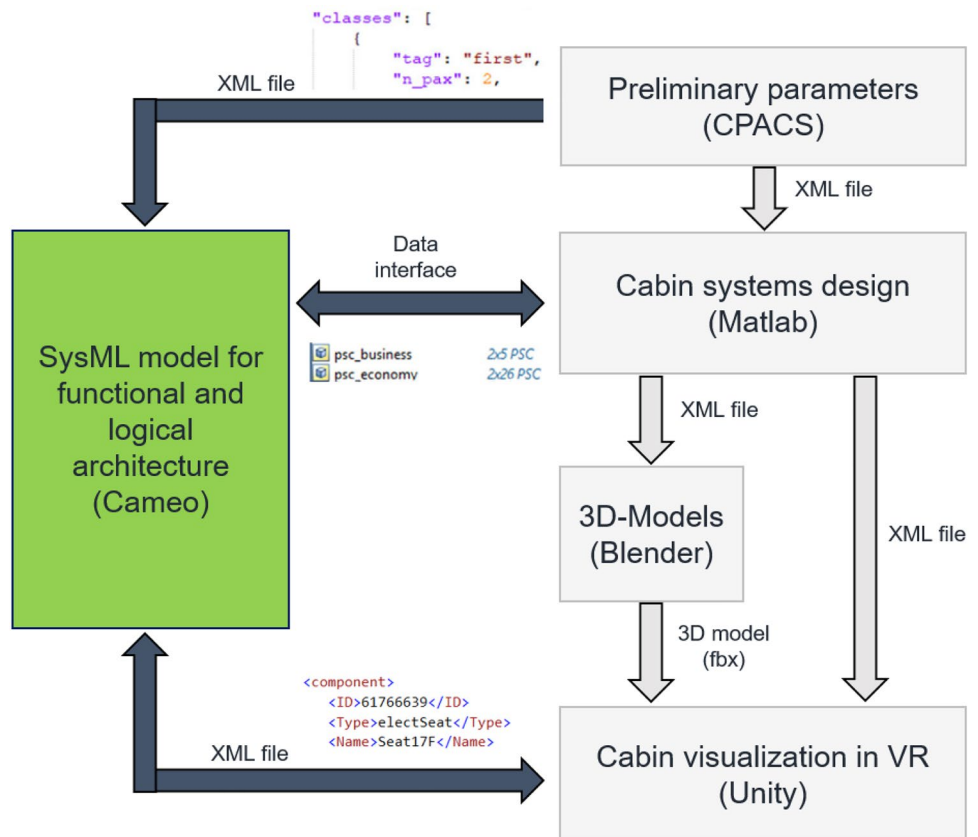 "classes": [
{
"tag": "first",
"n_pax": 2,
XML file
Preliminary parameters
(CPACS)
XML file
Data
interface
Cabin systems design
(Matlab)
psc_business 2x5 PSC
psc_economy 2x26 PSC
SysML model for
functional and
logical
architecture
(Cameo)
XML file
3D-Models
(Blender)
XML file
3D model
(fbx)
<component>
<ID>61766639</ID>
<Type>electSeat</Type>
<Name>Seat17F</Name>
XML file
Cabin visualization in VR
(Unity)